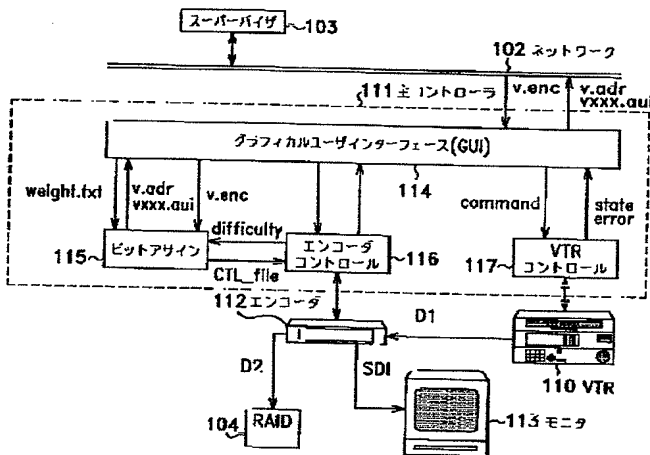 スーパーバイザ
103
102 ネットワーク
111 主コントローラ
v.enc
v.adr
vxxx.aui
グラフィカルユーザインターフェース(GUI)
114
weight.txt
v.adr
vxxx.aui
v.enc
difficulty
command
state
error
115
ビットアサイン
CTL_file
エンコーダ
コントロール
116
117
VTR
コントロール
112 エンコーダ
D1
D2
SDI
110 VTR
104
RAID
113 モニタ